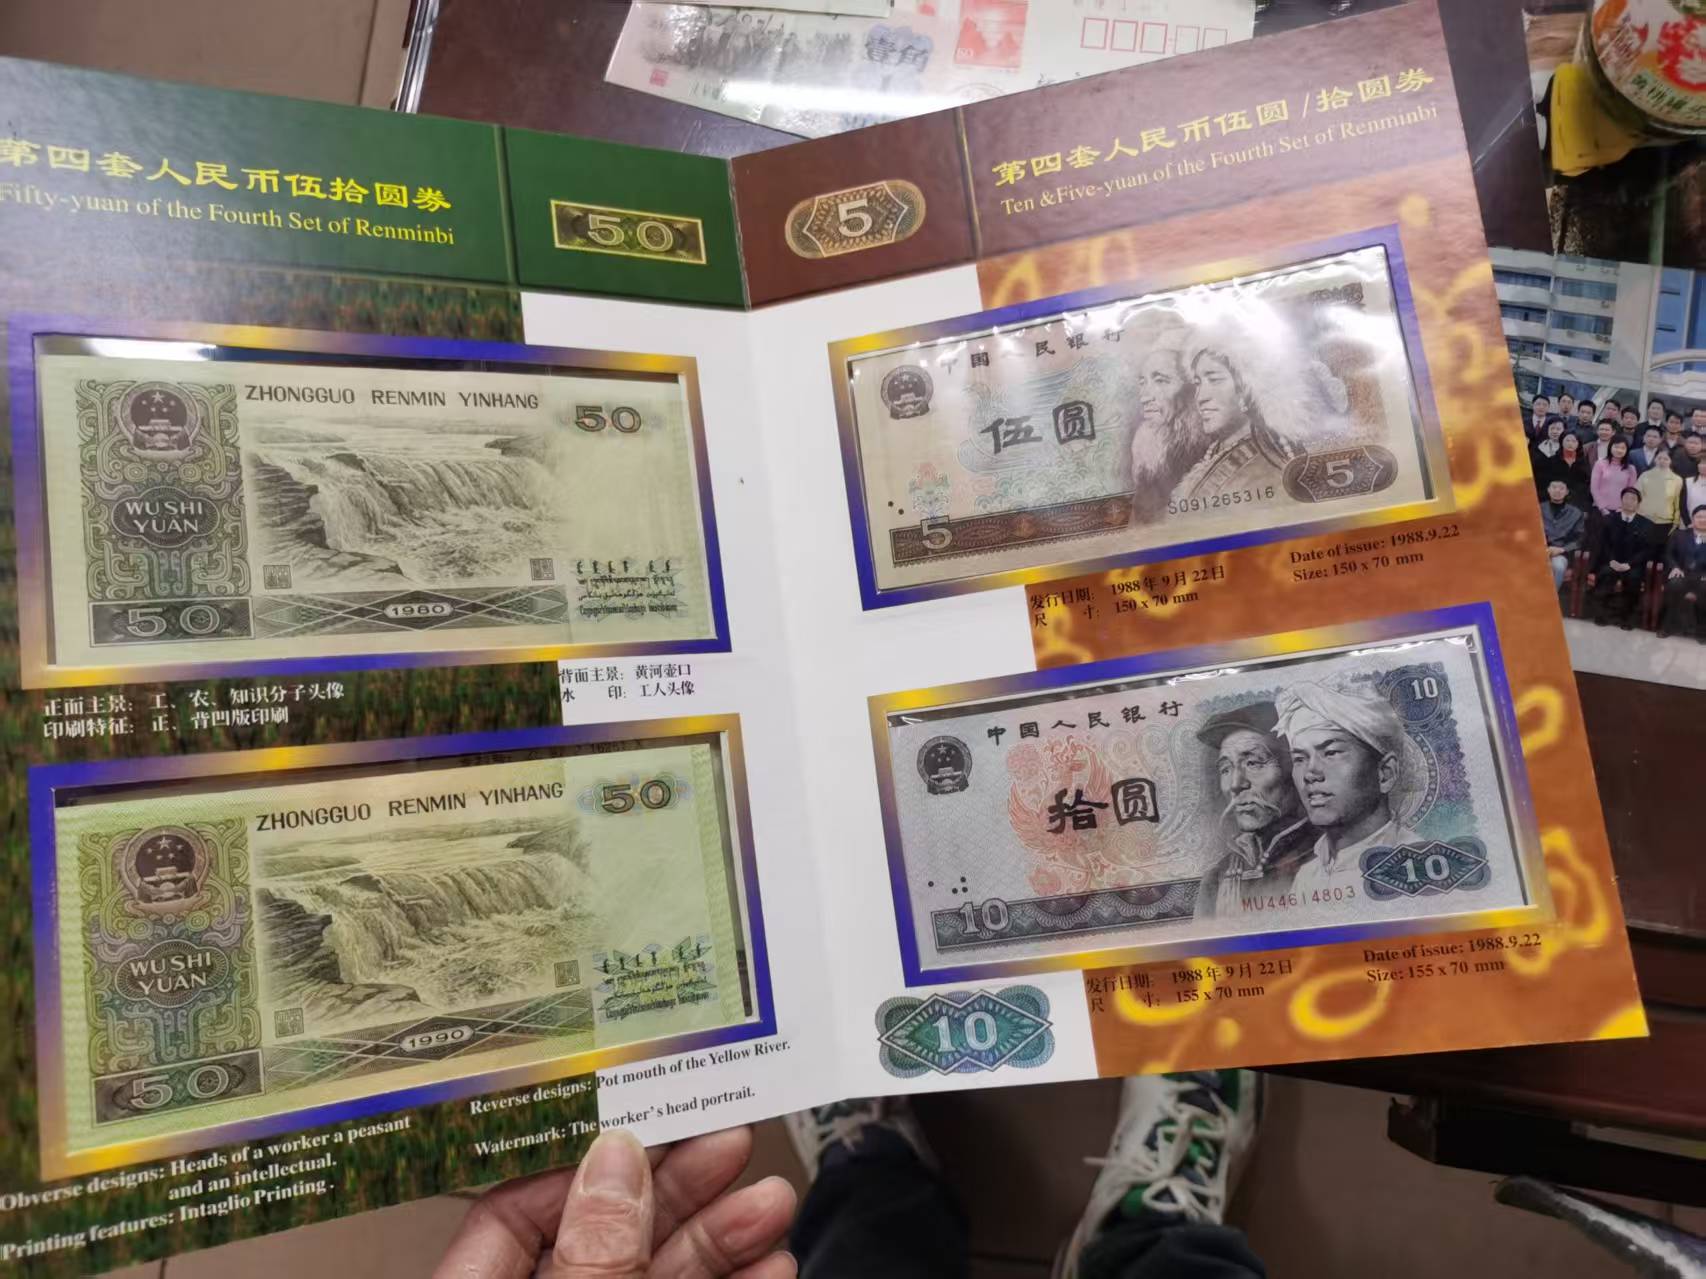 壹角
第四套人民币伍拾圆券
Fifty-yuan of the Fourth Set of Renminbi
50
ZHONGGUO RENMIN YINHANG
50
WU SHI
YUAN
50
1980
正面主景: 工、农、知识分子头像
印刷特征: 正、背凹版印刷
背面主景: 黄河壶口
水 印: 工人头像
ZHONGGUO RENMIN YINHANG
50
WU SHI
YUAN
50
1990
Obverse designs: Heads of a worker a peasant
and an intellectual.
Printing features: Intaglio Printing .
Reverse designs: Pot mouth of the Yellow River.
Watermark: The worker's head portrait.
5
第四套人民币伍圆/拾圆券
Ten &Five-yuan of the Fourth Set of Renminbi
中国人民银行
伍圆
5
S091265316
5
发行日期: 1988年9月22日
尺 寸: 150 x 70 mm
Date of issue: 1988.9.22
Size: 150 x 70 mm
中国人民银行
10
拾圆
10
MU44614803
10
发行日期: 1988年9月22日
尺 寸: 155 x 70 mm
Date of issue: 1988.9.22
Size: 155 x 70 mm
10